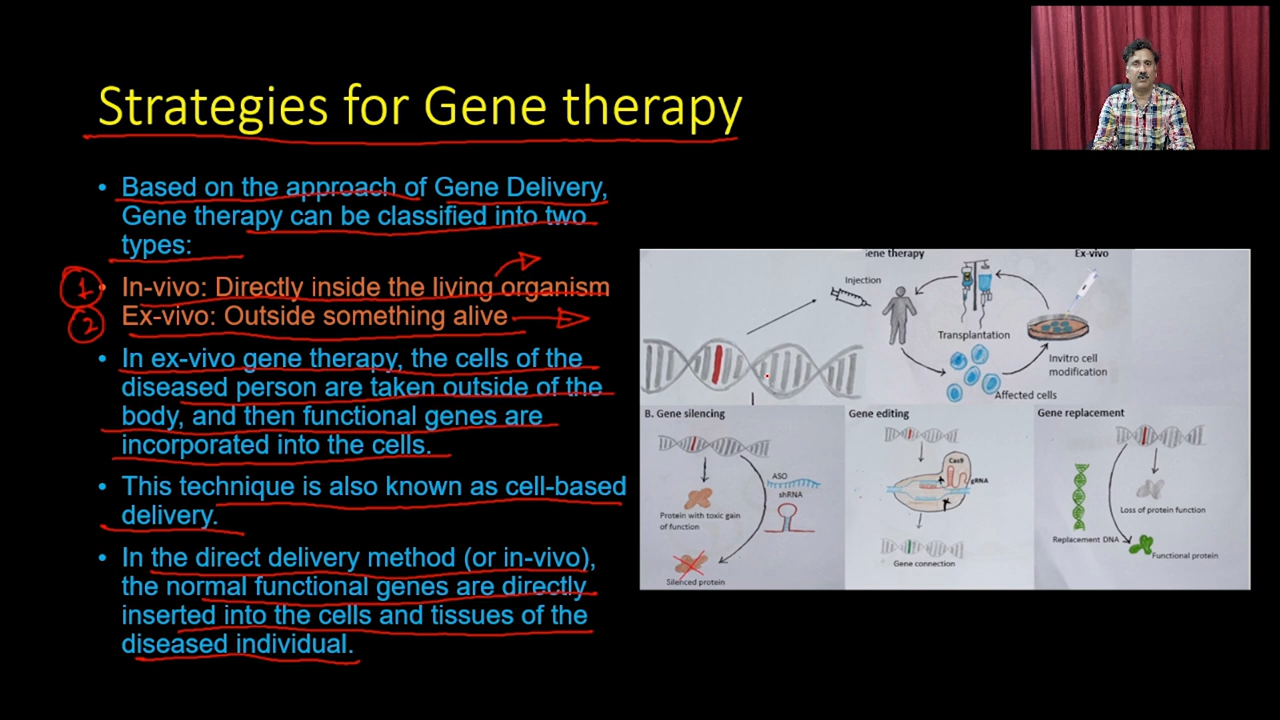 Strategies for Gene therapy
• Based on the approach of Gene Delivery,
Gene therapy can be classified into two
types:
1
• In-vivo: Directly inside the living organism
2
Ex-vivo: Outside something alive
• In ex-vivo gene therapy, the cells of the
diseased person are taken outside of the
body, and then functional genes are
incorporated into the cells.
• This technique is also known as cell-based
delivery.
• In the direct delivery method (or in-vivo),
the normal functional genes are directly
inserted into the cells and tissues of the
diseased individual.
Gene therapy
Ex-vivo
Injection
Transplantation
Invitro cell
modification
Affected cells
B. Gene silencing
ASO
shRNA
Protein with toxic gain
of function
Silenced protein
Gene editing
Cas9
gRNA
Gene connection
Gene replacement
Loss of protein function
Replacement DNA
Functional protein